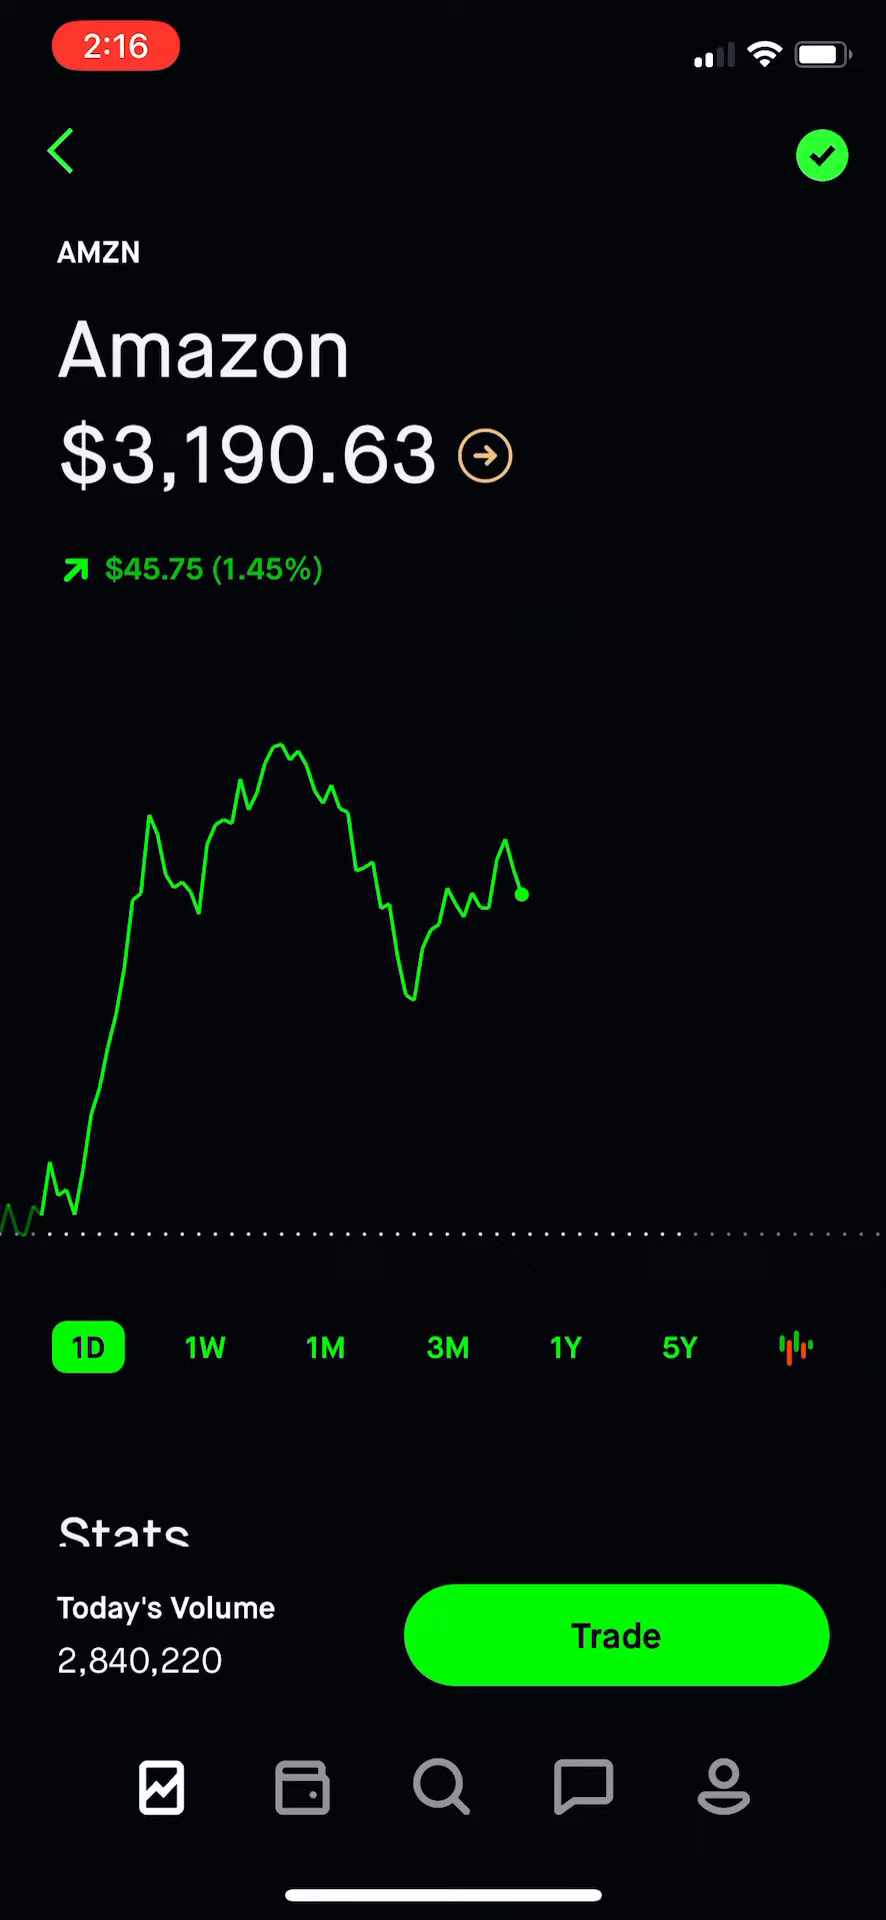 2:16
AMZN
Amazon
$3,190.63
$45.75 (1.45%)
1D 1W 1M 3M 1Y 5Y
Stats
Today's Volume
2,840,220
Trade